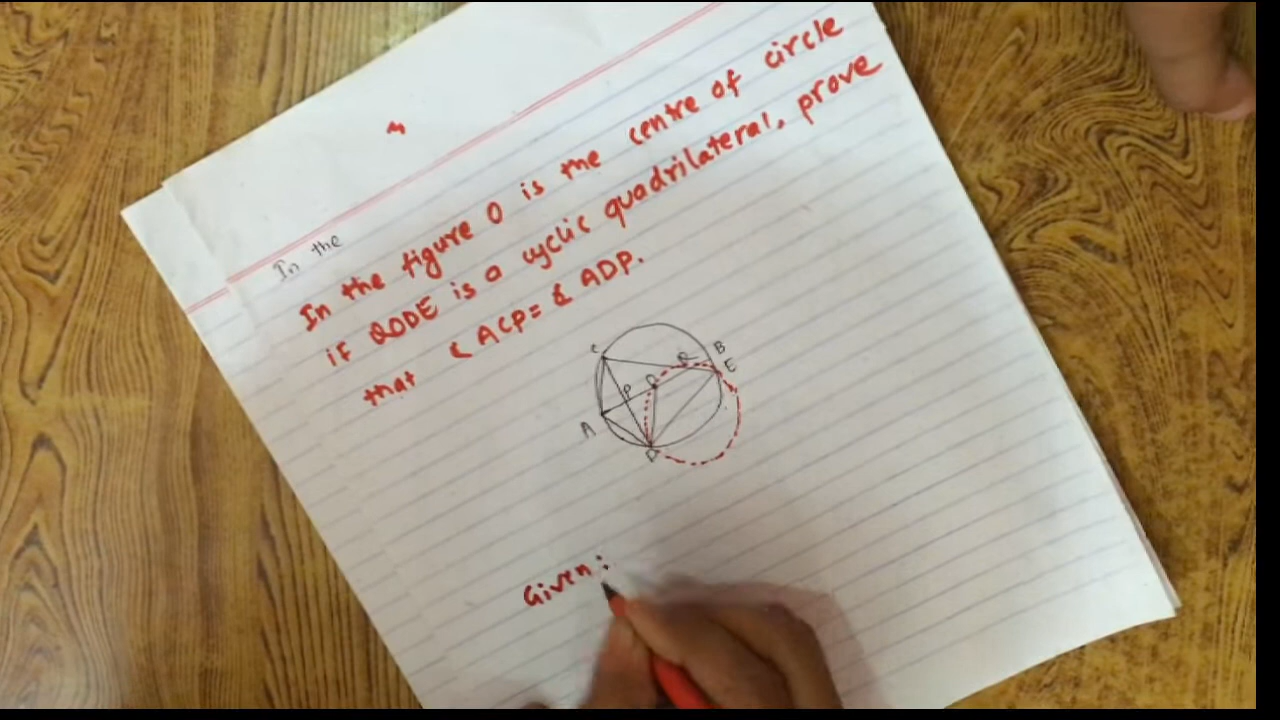 In the
In the figure O is the centre of circle
if QODE is a cyclic quadrilateral, prove
that ∠ACP = ∠ADP.
C
B
R
E
P
O
A
D
Given: